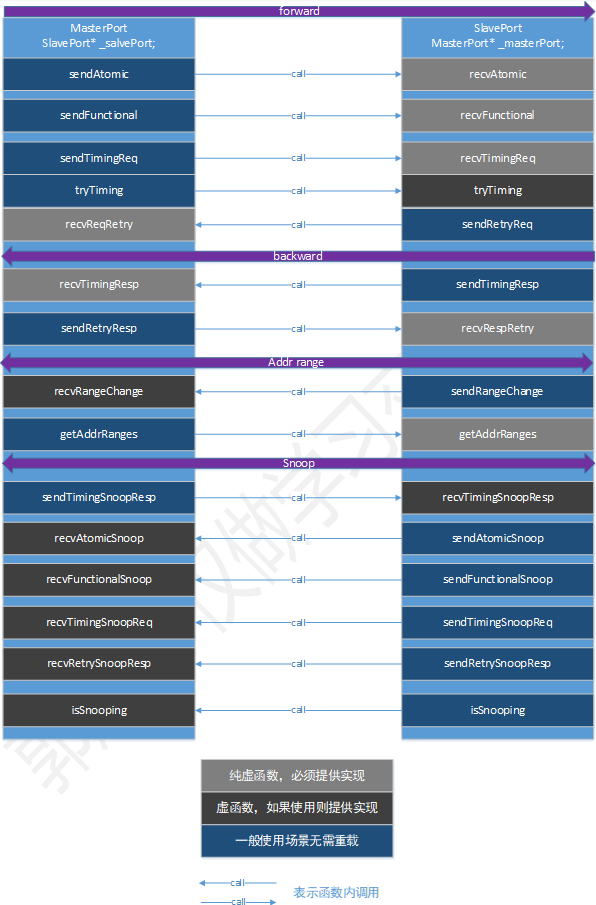 forward
MasterPort
SlavePort* _salvePort;
SlavePort
MasterPort* _masterPort;
sendAtomic call recvAtomic
sendFunctional call recvFunctional
sendTimingReq call recvTimingReq
tryTiming call tryTiming
recvReqRetry call sendRetryReq
backward
recvTimingResp call sendTimingResp
sendRetryResp call recvRespRetry
Addr range
recvRangeChange call sendRangeChange
getAddrRanges call getAddrRanges
Snoop
sendTimingSnoopResp call recvTimingSnoopResp
recvAtomicSnoop call sendAtomicSnoop
recvFunctionalSnoop call sendFunctionalSnoop
recvTimingSnoopReq call sendTimingSnoopReq
recvRetrySnoopResp call sendRetrySnoopResp
isSnooping call isSnooping
纯虚函数，必须提供实现
虚函数，如果使用则提供实现
一般使用场景无需重载
call
call
表示函数内调用
仅做学习